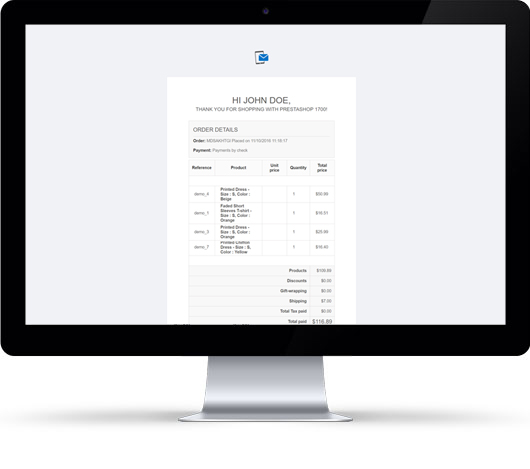 HI JOHN DOE,
THANK YOU FOR SHOPPING WITH PRESTASHOP 1700!
ORDER DETAILS
Order: Placed on 11/10/2016 11:16:17
Payment: Payments by check
Reference Product Unit price Quantity Total price
demo_4 Printed Dress - Size : S, Color : Beige 1 $50.99
demo_1 Faded Short Sleeves T-shirt - Size : S, Color : Orange 1 $16.51
demo_3 Printed Dress - Size : S, Color : Orange 1 $25.99
demo_7 Printed Chiffon Dress - Size : S, Color : Yellow 1 $16.40
Products $109.89
Discounts $0.00
Gift-wrapping $0.00
Shipping $7.00
Total Tax paid $0.00
Total paid $116.89